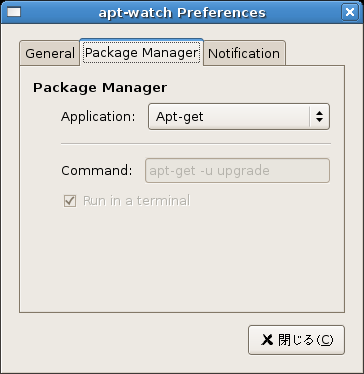 apt-watch Preferences
General
Package Manager
Notification
Package Manager
Application:
Apt-get
Command:
apt-get -u upgrade
Run in a terminal
閉じる(C)